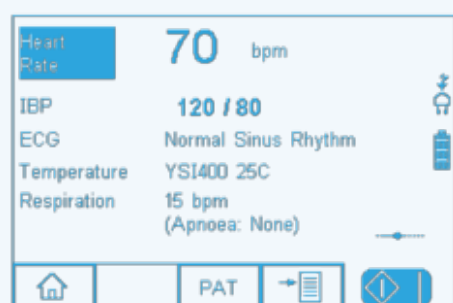 Heart
Rate
70 bpm
IBP 120 / 80
ECG Normal Sinus Rhythm
Temperature YSI400 25C
Respiration 15 bpm
(Apnoea: None)
PAT